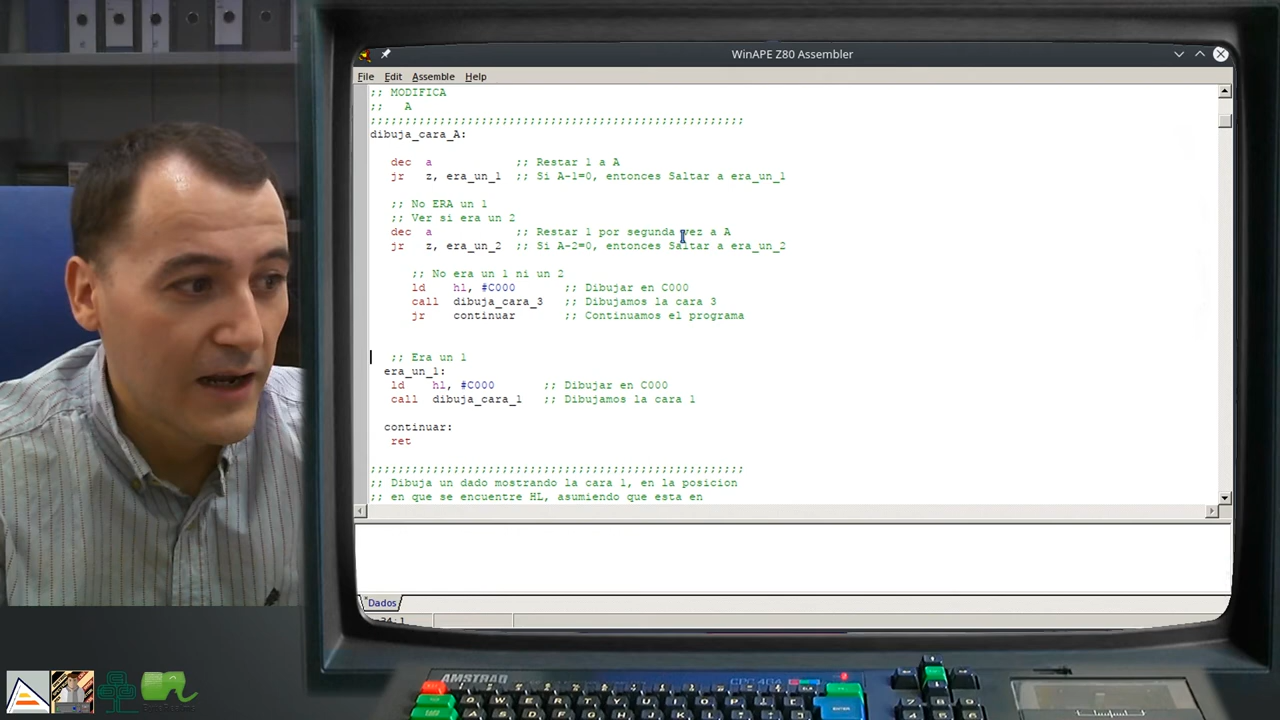 WinAPE Z80 Assembler
File Edit Assemble Help
;; MODIFICA
;; A
;;;;;;;;;;;;;;;;;;;;;;;;;;;;;;;;;;;;;;;;;;;;;;;;;;;;;;
dibuja_cara_A:
dec a ;; Restar 1 a A
jr z, era_un_1 ;; Si A-1=0, entonces Saltar a era_un_1
;; No ERA un 1
;; Ver si era un 2
dec a ;; Restar 1 por segunda vez a A
jr z, era_un_2 ;; Si A-2=0, entonces Saltar a era_un_2
;; No era un 1 ni un 2
ld hl, #C000 ;; Dibujar en C000
call dibuja_cara_3 ;; Dibujamos la cara 3
jr continuar ;; Continuamos el programa
;; Era un 1
era_un_1:
ld hl, #C000 ;; Dibujar en C000
call dibuja_cara_1 ;; Dibujamos la cara 1
continuar:
ret
;;;;;;;;;;;;;;;;;;;;;;;;;;;;;;;;;;;;;;;;;;;;;;;;;;;;;;
;; Dibuja un dado mostrando la cara 1, en la posicion
;; en que se encuentre HL, asumiendo que esta en
Dados
AMSTRAD